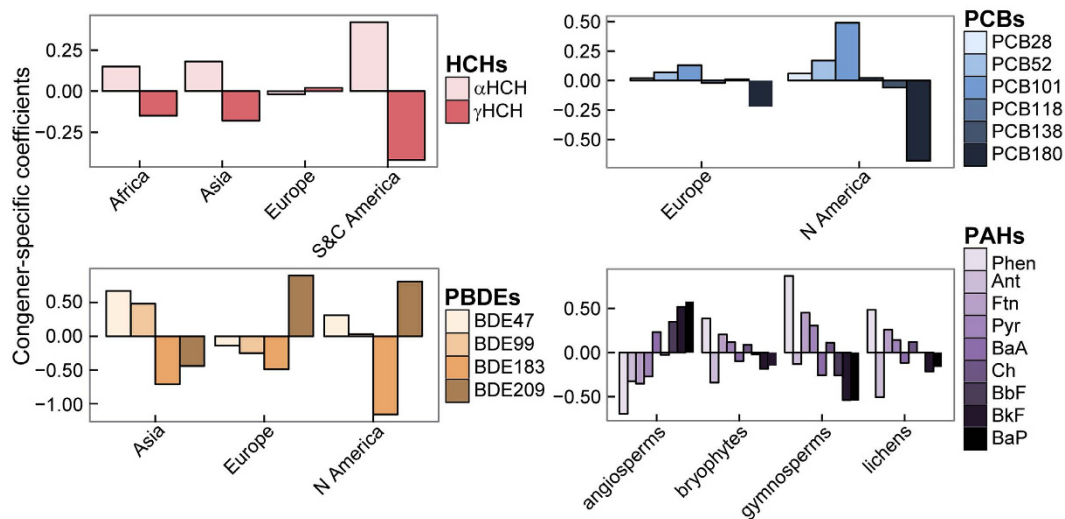 Congener-specific coefficients
0.25
0.00
−0.25
Africa
Asia
Europe
S&C America
HCHs
αHCH
γHCH
0.50
0.25
0.00
−0.25
−0.50
Europe
N America
PCBs
PCB28
PCB52
PCB101
PCB118
PCB138
PCB180
0.50
0.00
−0.50
−1.00
Asia
Europe
N America
PBDEs
BDE47
BDE99
BDE183
BDE209
0.50
0.00
−0.50
angiosperms
bryophytes
gymnosperms
lichens
PAHs
Phen
Ant
Ftn
Pyr
BaA
Ch
BbF
BkF
BaP